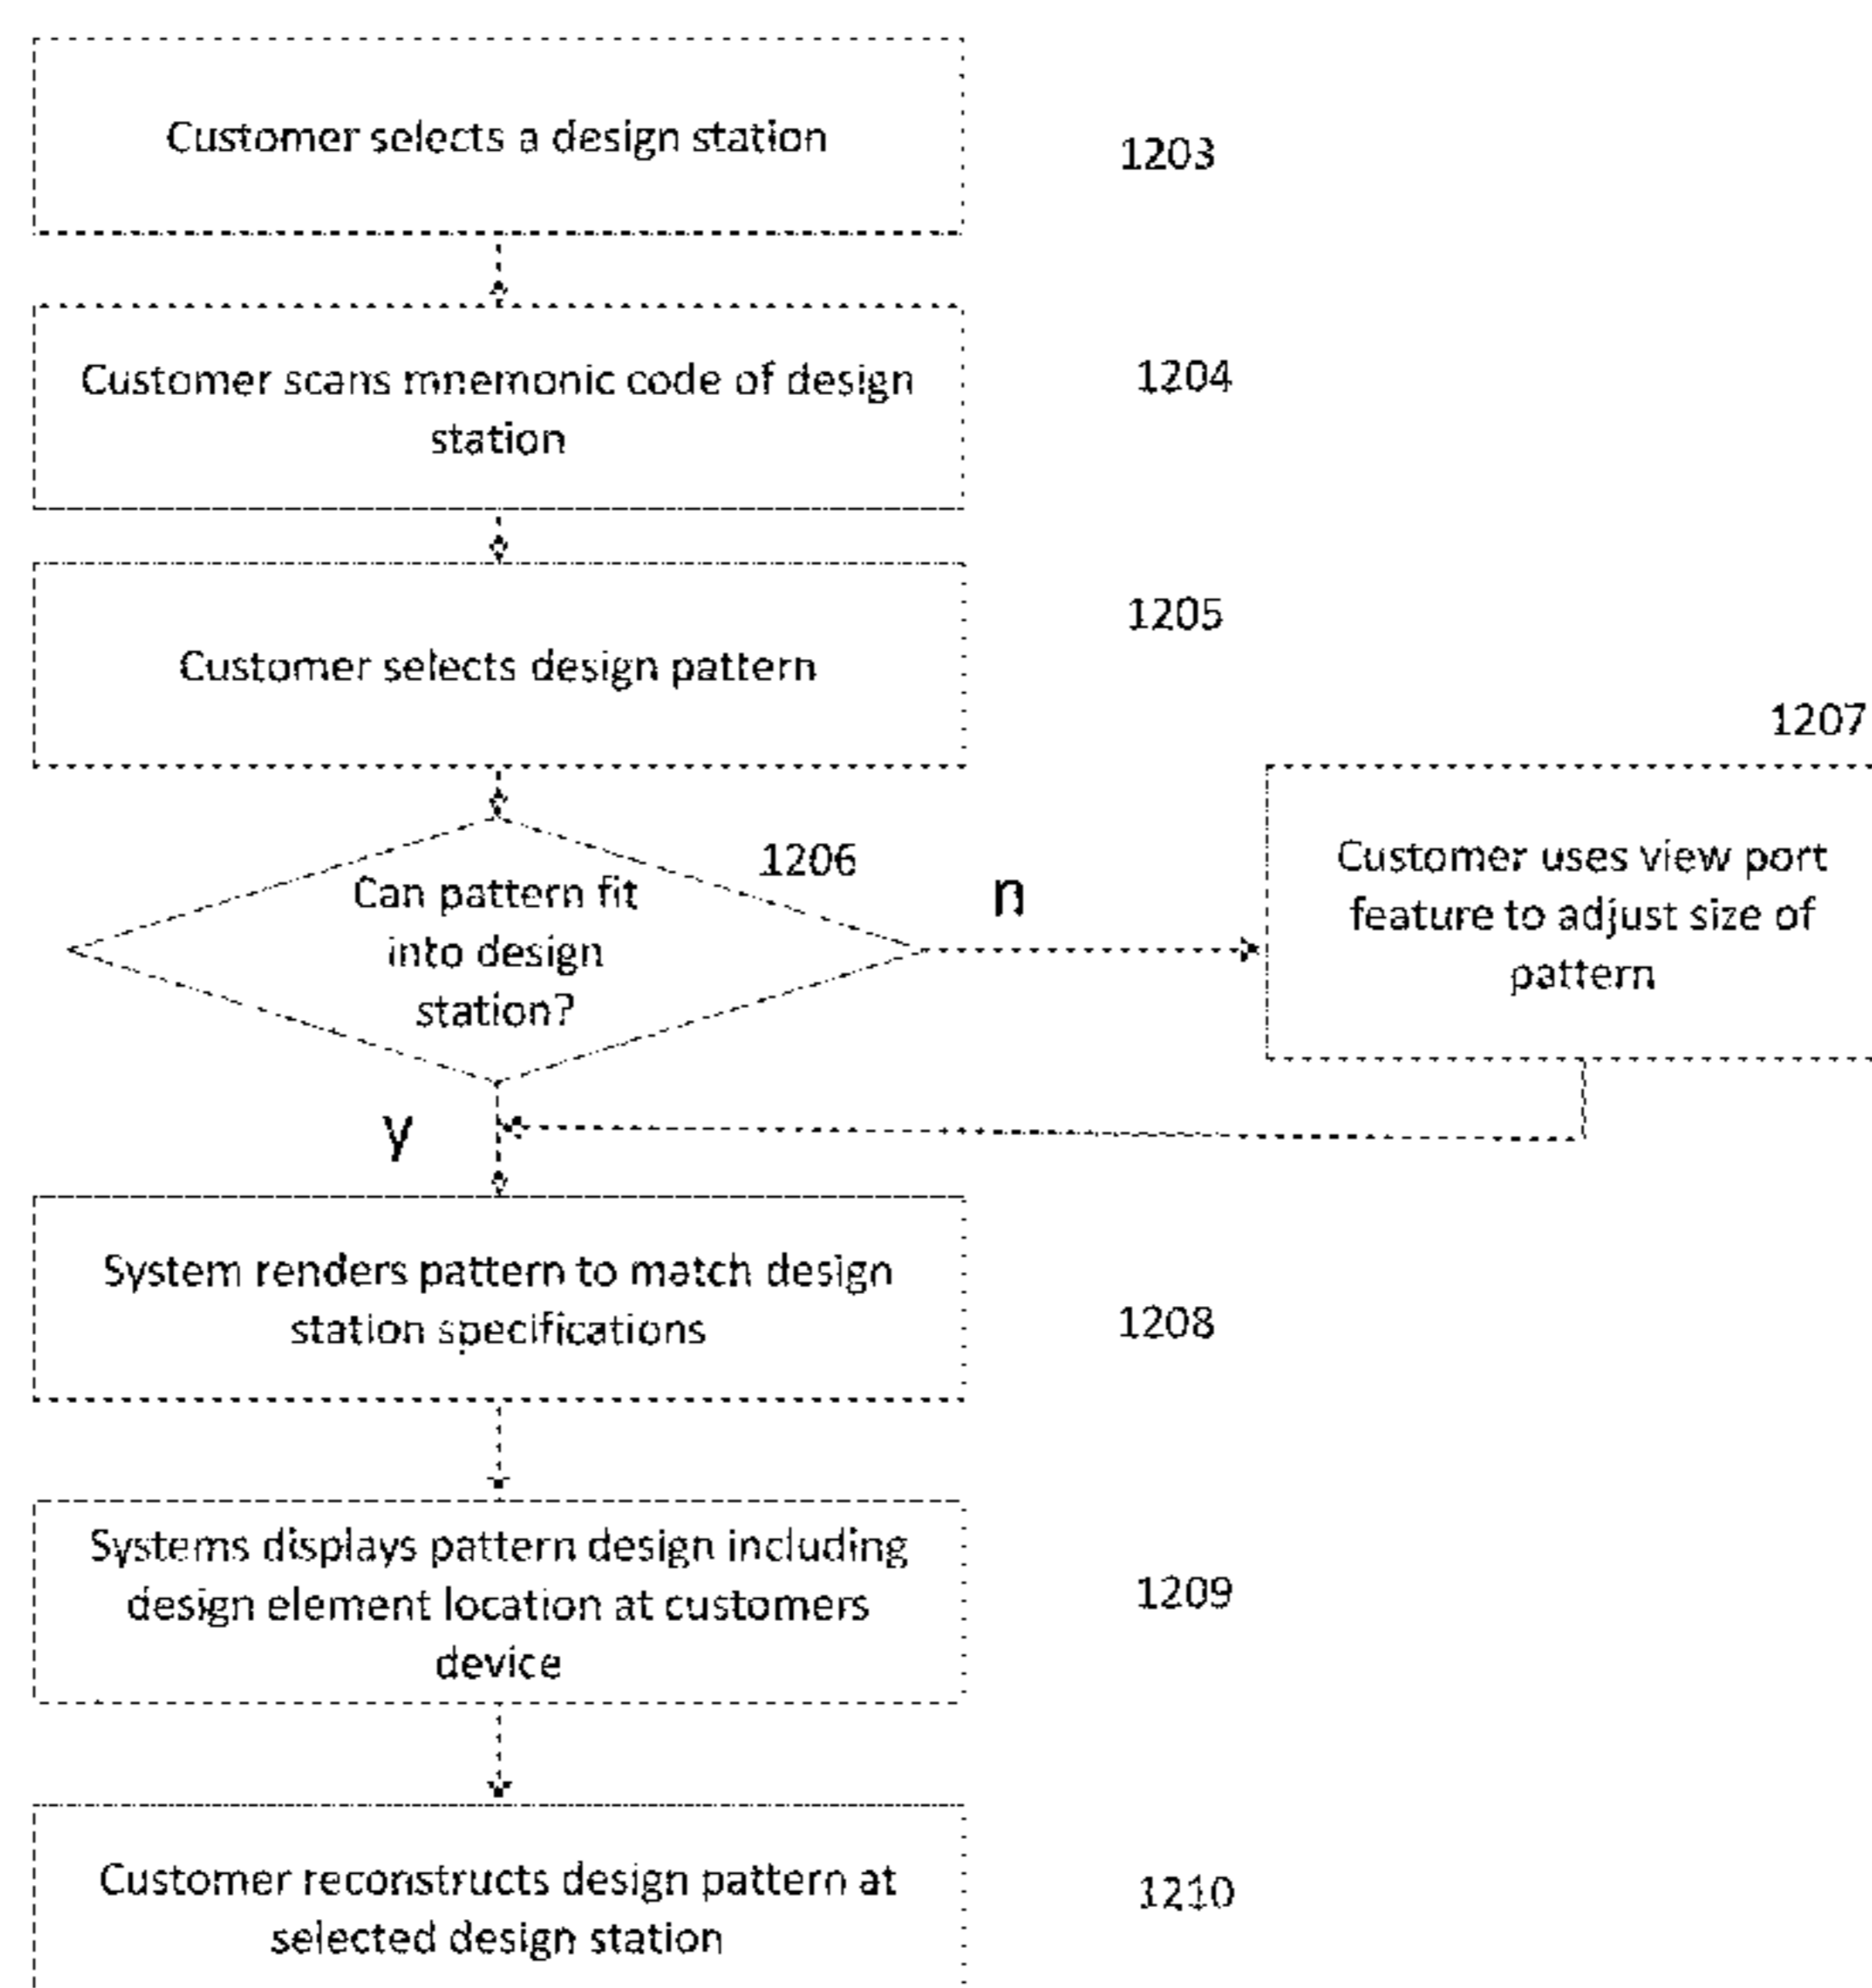 Customer selects a design station
1203
Customer scans mnemonic code of design
station
1204
Customer selects design pattern
1205
1206
Can pattern fit
into design
station?
n
y
1207
Customer uses view port
feature to adjust size of
pattern
System renders pattern to match design
station specifications
1208
Systems displays pattern design including
design element location at customers
device
1209
Customer reconstructs design pattern at
selected design station
1210